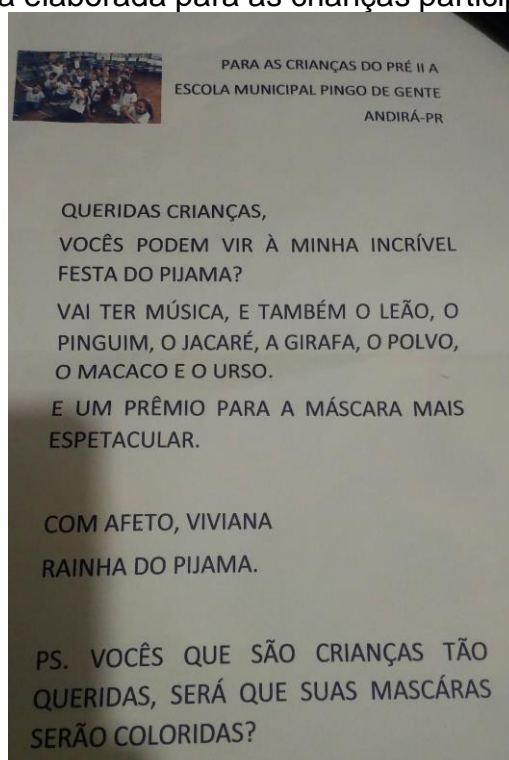 a elaborada para as crianças particip
PARA AS CRIANÇAS DO PRÉ II A
ESCOLA MUNICIPAL PINGO DE GENTE
ANDIRÁ-PR
QUERIDAS CRIANÇAS,
VOCÊS PODEM VIR À MINHA INCRÍVEL
FESTA DO PIJAMA?
VAI TER MÚSICA, E TAMBÉM O LEÃO, O
PINGUIM, O JACARÉ, A GIRAFA, O POLVO,
O MACACO E O URSO.
E UM PRÊMIO PARA A MÁSCARA MAIS
ESPETACULAR.
COM AFETO, VIVIANA
RAINHA DO PIJAMA.
PS. VOCÊS QUE SÃO CRIANÇAS TÃO
QUERIDAS, SERÁ QUE SUAS MASCÁRAS
SERÃO COLORIDAS?